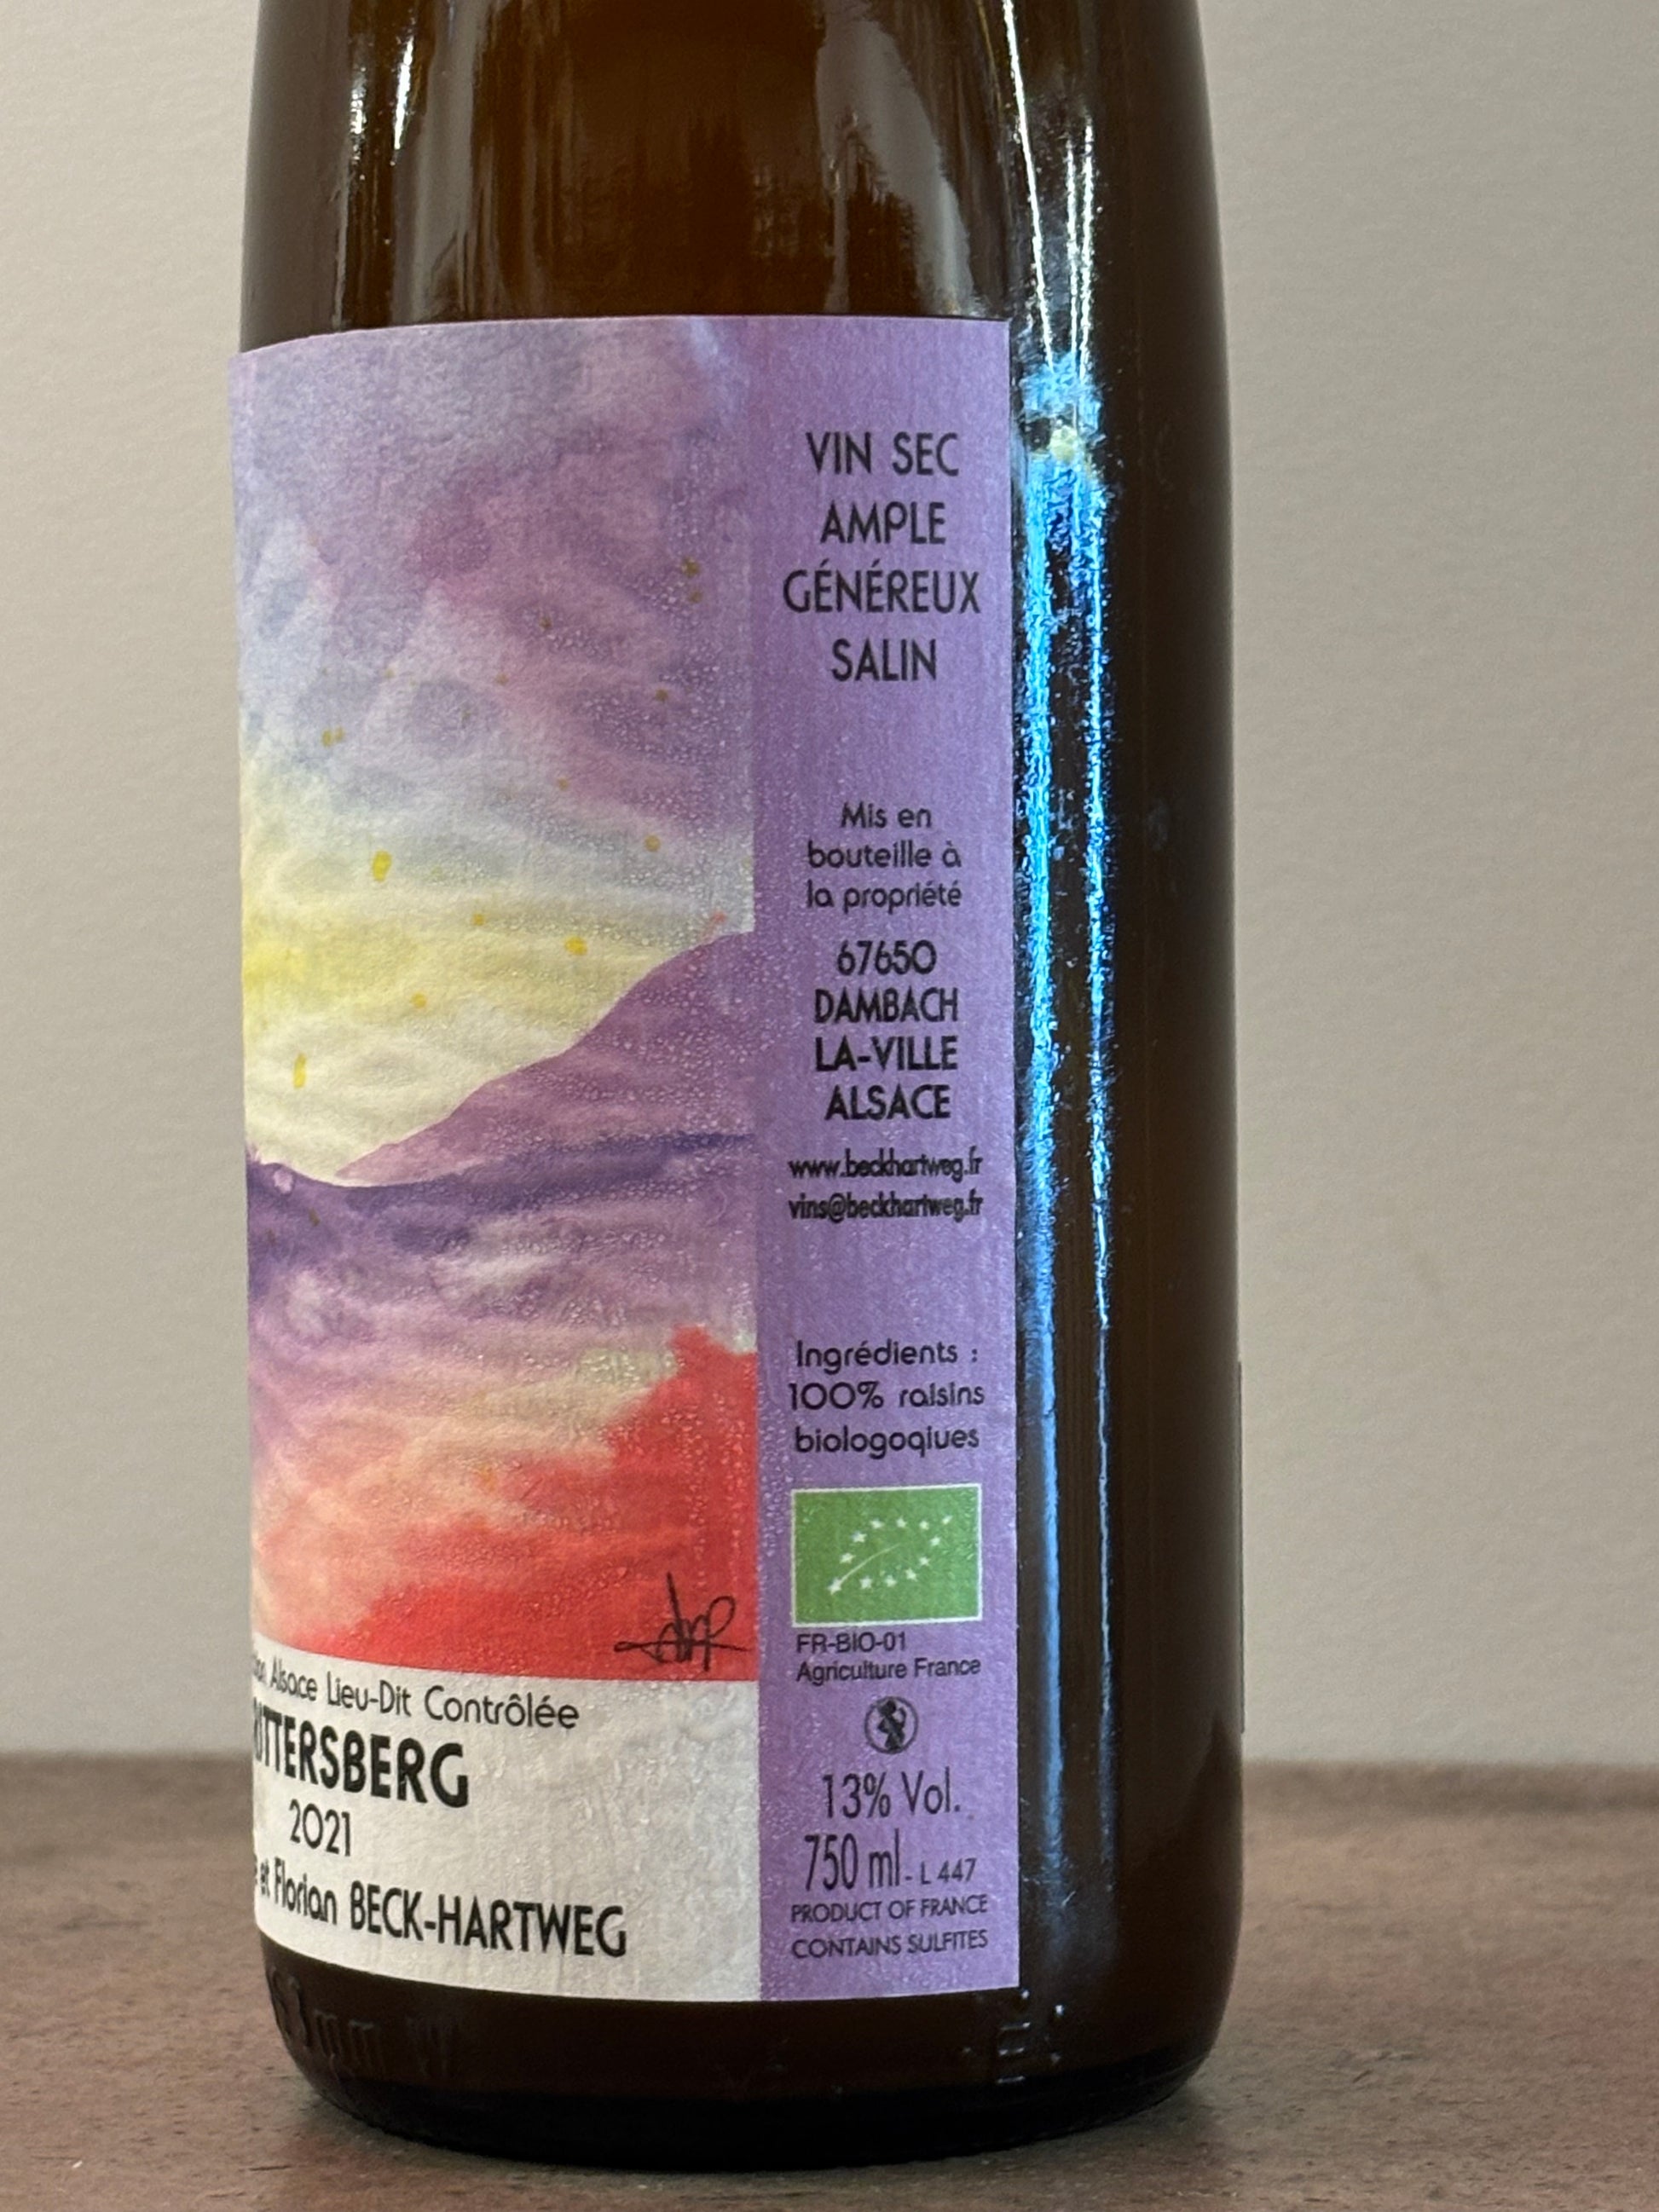 VIN SEC
AMPLE
GÉNÉREUX
SALIN
Mis en
bouteille à
la propriété
67650
DAMBACH
LA-VILLE
ALSACE
www.beckhartweg.fr
vins@beckhartweg.fr
Ingrédients :
100% raisins
biologoqiues
FR-BIO-01
Agriculture France
13% Vol.
750 ml - L 447
PRODUCT OF FRANCE
CONTAINS SULFITES
Alsace Lieu-Dit Contrôlée
RITTERSBERG
2021
et Florian BECK-HARTWEG